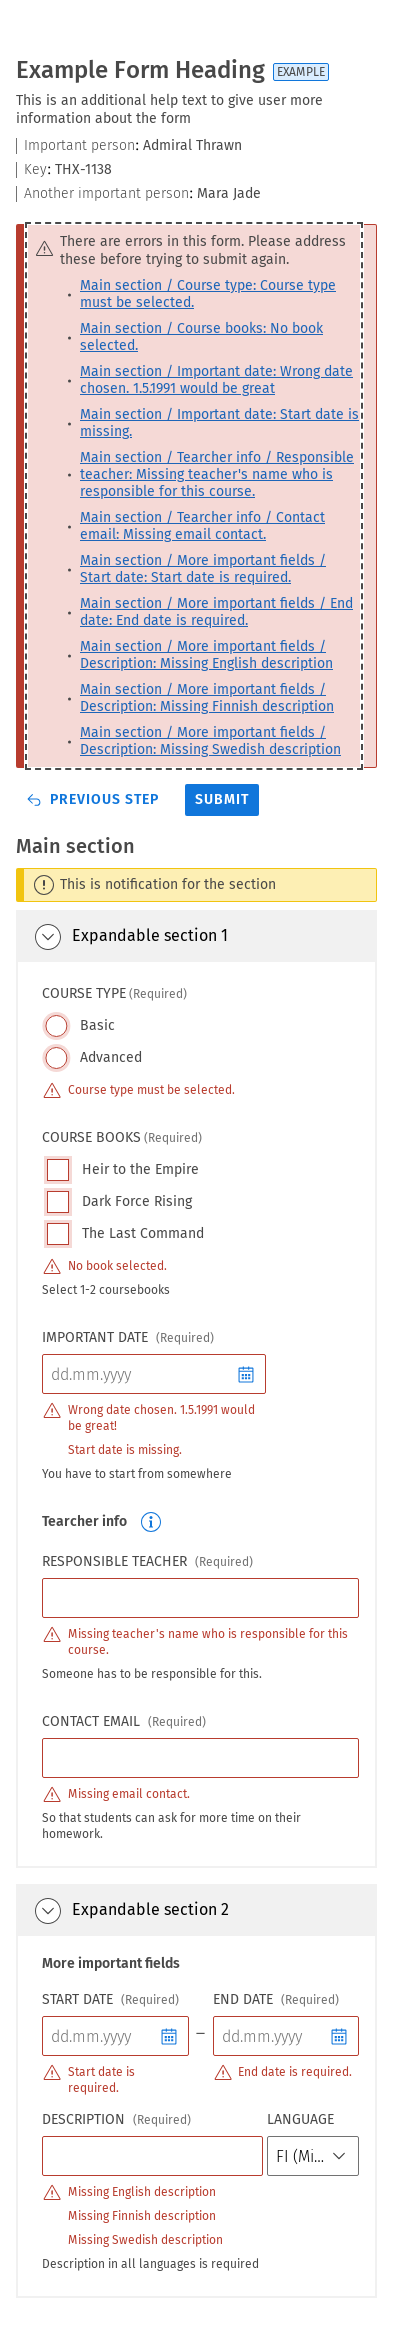 Example Form Heading EXAMPLE
This is an additional help text to give user more
information about the form
Important person: Admiral Thrawn
Key: THX-1138
Another important person: Mara Jade
There are errors in this form. Please address
these before trying to submit again.
Main section / Course type: Course type
must be selected.
Main section / Course books: No book
selected.
Main section / Important date: Wrong date
chosen. 1.5.1991 would be great
Main section / Important date: Start date is
missing.
Main section / Tearcher info / Responsible
teacher: Missing teacher's name who is
responsible for this course.
Main section / Tearcher info / Contact
email: Missing email contact.
Main section / More important fields /
Start date: Start date is required.
Main section / More important fields / End
date: End date is required.
Main section / More important fields /
Description: Missing English description
Main section / More important fields /
Description: Missing Finnish description
Main section / More important fields /
Description: Missing Swedish description
PREVIOUS STEP SUBMIT
Main section
This is notification for the section
Expandable section 1
COURSE TYPE (Required)
Basic
Advanced
Course type must be selected.
COURSE BOOKS (Required)
Heir to the Empire
Dark Force Rising
The Last Command
No book selected.
Select 1-2 coursebooks
IMPORTANT DATE (Required)
dd.mm.yyyy
Wrong date chosen. 1.5.1991 would
be great!
Start date is missing.
You have to start from somewhere
Tearcher info
RESPONSIBLE TEACHER (Required)
Missing teacher's name who is responsible for this
course.
Someone has to be responsible for this.
CONTACT EMAIL (Required)
Missing email contact.
So that students can ask for more time on their
homework.
Expandable section 2
More important fields
START DATE (Required) END DATE (Required)
dd.mm.yyyy – dd.mm.yyyy
Start date is
required.
End date is required.
DESCRIPTION (Required) LANGUAGE
FI (Mi...
Missing English description
Missing Finnish description
Missing Swedish description
Description in all languages is required